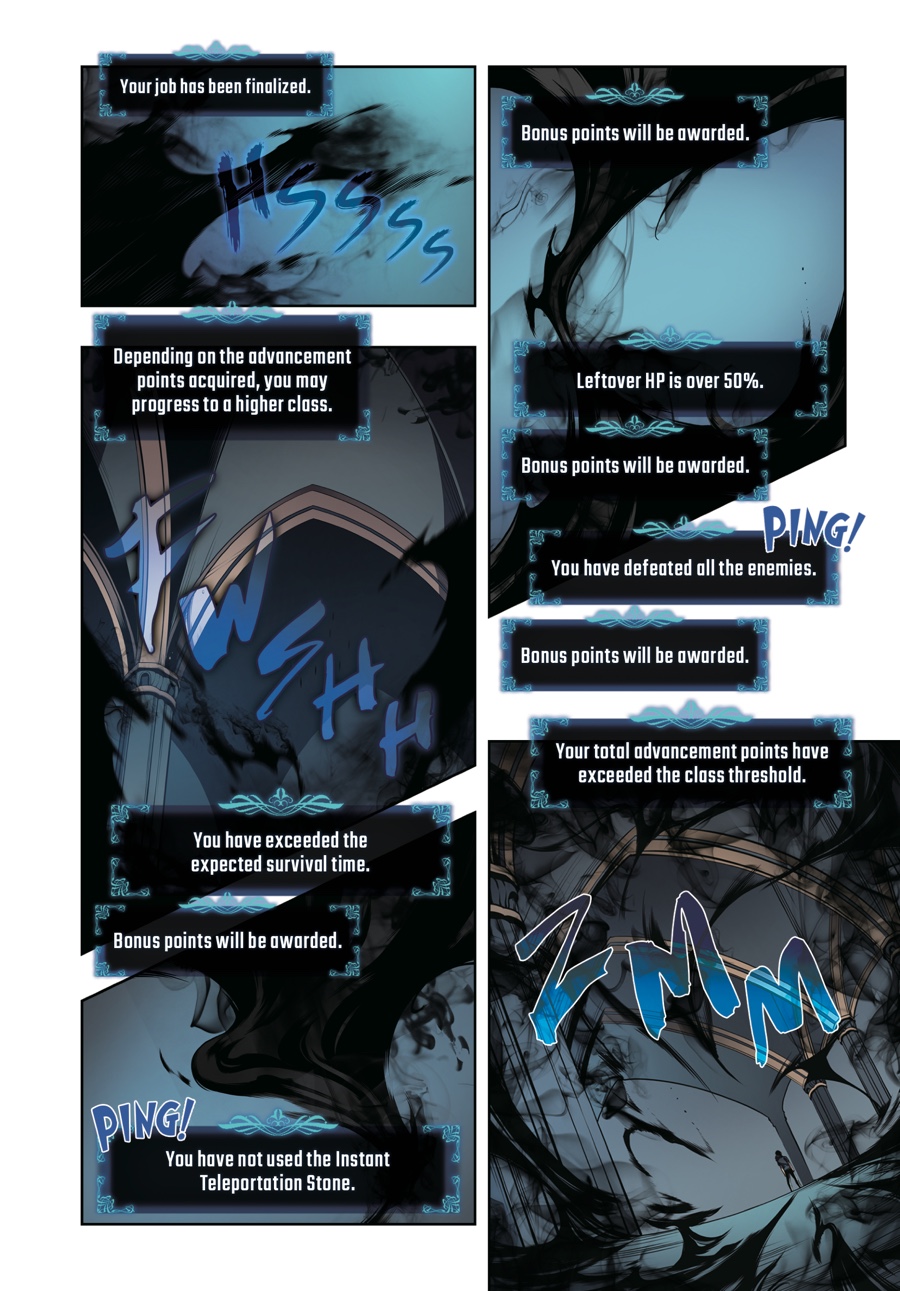 Your job has been finalized.
HSSSS
Depending on the advancement
points acquired, you may
progress to a higher class.
FWSHH
You have exceeded the
expected survival time.
Bonus points will be awarded.
PING!
You have not used the Instant
Teleportation Stone.
Bonus points will be awarded.
Leftover HP is over 50%.
Bonus points will be awarded.
PING!
You have defeated all the enemies.
Bonus points will be awarded.
Your total advancement points have
exceeded the class threshold.
ZMM